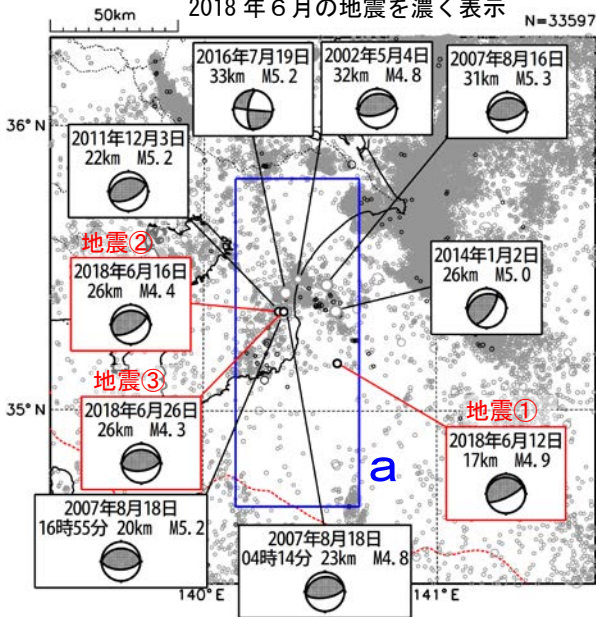 50km
2018年6月の地震を濃く表示
N=33597
2016年7月19日
33km M5.2
2002年5月4日
32km M4.8
2007年8月16日
31km M5.3
36°N
2011年12月3日
22km M5.2
地震②
2018年6月16日
26km M4.4
2014年1月2日
26km M5.0
地震③
2018年6月26日
26km M4.3
35°N
地震①
2018年6月12日
17km M4.9
a
2007年8月18日
16時55分 20km M5.2
2007年8月18日
04時14分 23km M4.8
140°E
141°E